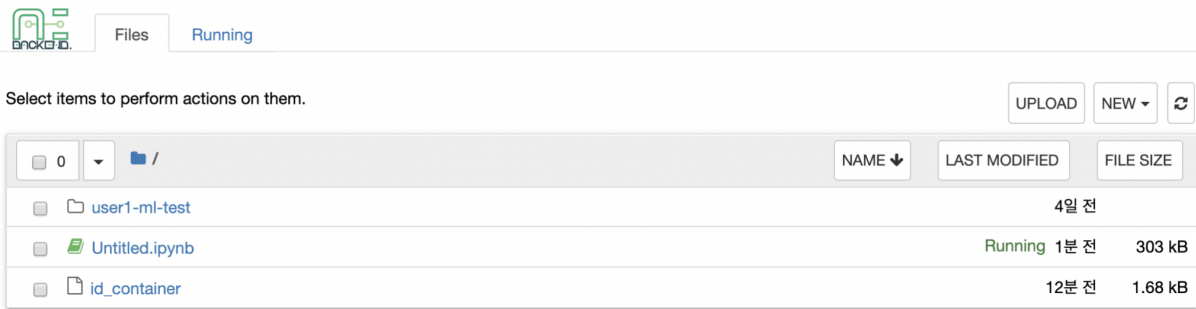 BACKEND.AI
Files Running
Select items to perform actions on them.
UPLOAD NEW
0 / NAME LAST MODIFIED FILE SIZE
user1-ml-test 4일 전
Untitled.ipynb Running 1분 전 303 kB
id_container 12분 전 1.68 kB